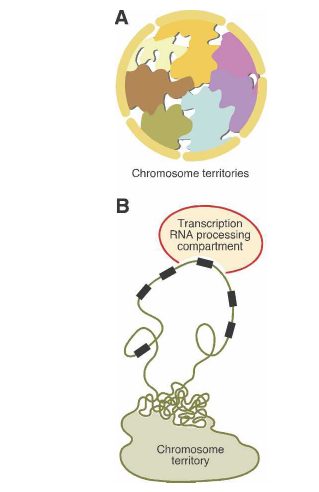 A
Chromosome territories
B
Transcription
RNA processing
compartment
Chromosome
territory